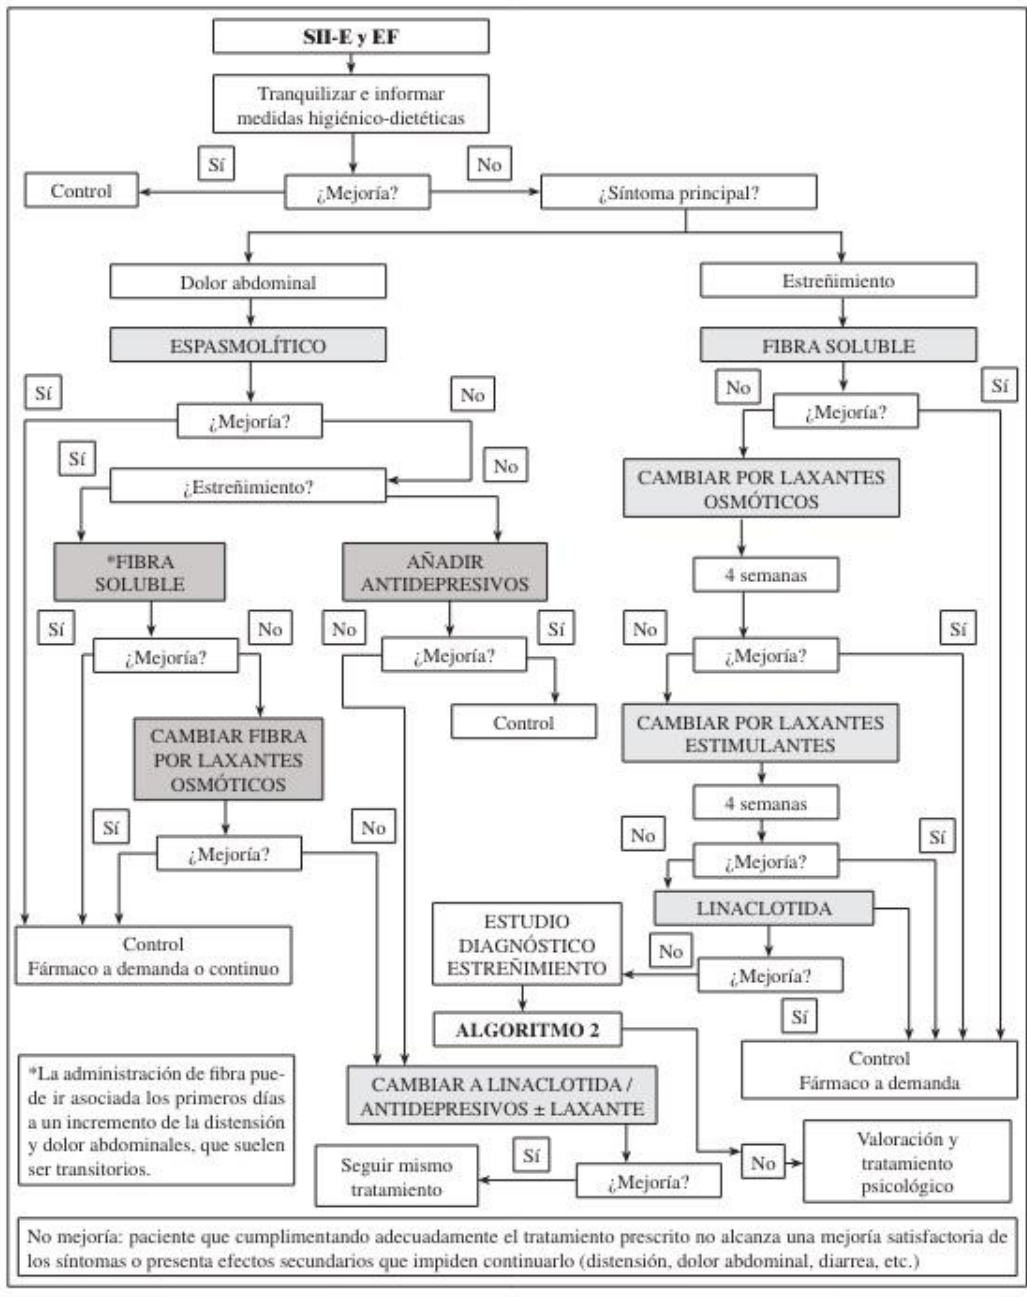 SII-E y EF
Tranquilizar e informar
medidas higiénico-dietéticas
Sí
No
Control
¿Mejoría?
¿Síntoma principal?
Dolor abdominal
Estreñimiento
ESPASMOLÍTICO
FIBRA SOLUBLE
Sí
No
No
Sí
¿Mejoría?
¿Mejoría?
Sí
No
¿Estreñimiento?
CAMBIAR POR LAXANTES
OSMÓTICOS
*FIBRA
SOLUBLE
AÑADIR
ANTIDEPRESIVOS
4 semanas
Sí
No
No
Sí
No
Sí
¿Mejoría?
¿Mejoría?
¿Mejoría?
Control
CAMBIAR FIBRA
POR LAXANTES
OSMÓTICOS
CAMBIAR POR LAXANTES
ESTIMULANTES
4 semanas
Sí
No
No
Sí
¿Mejoría?
¿Mejoría?
LINACLOTIDA
ESTUDIO
DIAGNÓSTICO
ESTREÑIMIENTO
Control
Fármaco a demanda o continuo
No
¿Mejoría?
Sí
ALGORITMO 2
Control
Fármaco a demanda
*La administración de fibra pue-
de ir asociada los primeros días
a un incremento de la distensión
y dolor abdominales, que suelen
ser transitorios.
CAMBIAR A LINACLOTIDA /
ANTIDEPRESIVOS ± LAXANTE
Sí
No
Valoración y
tratamiento
psicológico
Seguir mismo
tratamiento
¿Mejoría?
No mejoría: paciente que cumplimentando adecuadamente el tratamiento prescrito no alcanza una mejoría satisfactoria de
los síntomas o presenta efectos secundarios que impiden continuarlo (distensión, dolor abdominal, diarrea, etc.)